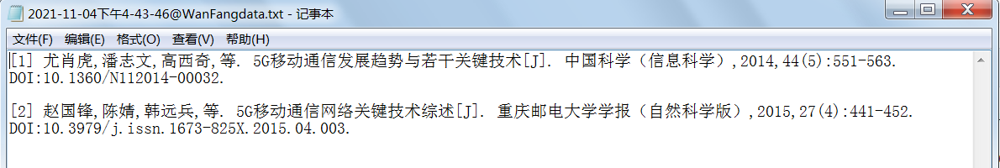 2021-11-04下午4-43-46@WanFangdata.txt - 记事本
文件(F) 编辑(E) 格式(O) 查看(V) 帮助(H)
[1] 尤肖虎,潘志文,高西奇,等. 5G移动通信发展趋势与若干关键技术[J]. 中国科学（信息科学）,2014,44(5):551-563.
DOI:10.1360/N112014-00032.
[2] 赵国锋,陈婧,韩远兵,等. 5G移动通信网络关键技术综述[J]. 重庆邮电大学学报（自然科学版）,2015,27(4):441-452.
DOI:10.3979/j.issn.1673-825X.2015.04.003.